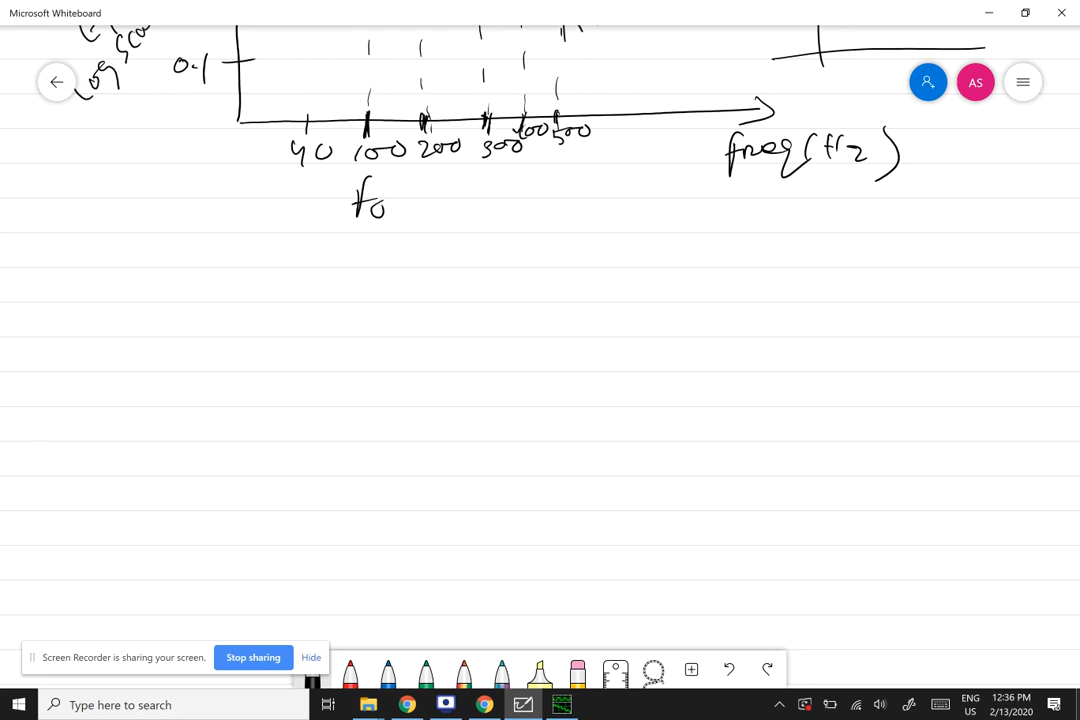 Microsoft Whiteboard
AS
0.1
40 100 200 300 400 500
freq(Hz)
f0
Screen Recorder is sharing your screen. Stop sharing Hide
Type here to search
ENG
US
12:36 PM
2/13/2020